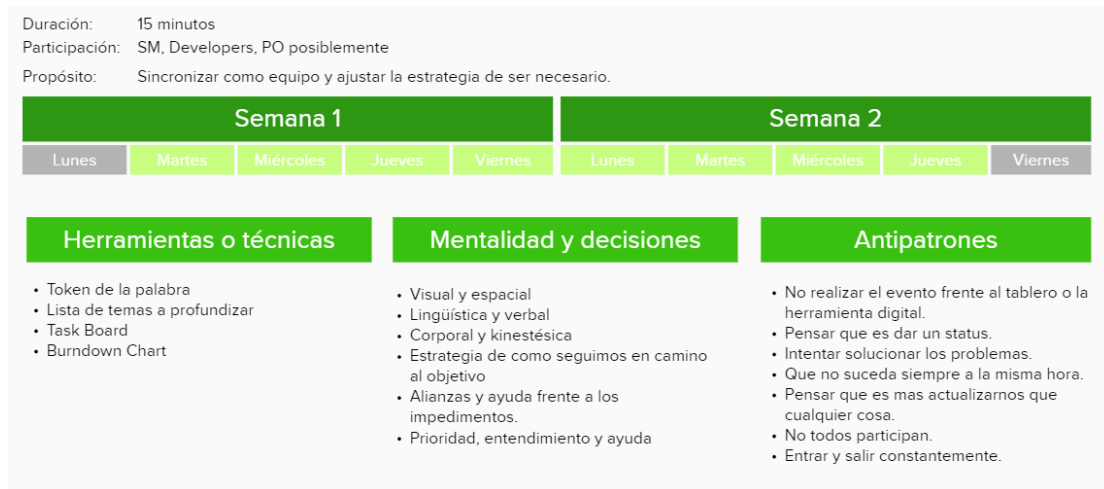 Duración: 15 minutos
Participación: SM, Developers, PO posiblemente
Propósito: Sincronizar como equipo y ajustar la estrategia de ser necesario.
Semana 1 Semana 2
Lunes Martes Miércoles Jueves Viernes Lunes Martes Miércoles Jueves Viernes
Herramientas o técnicas
• Token de la palabra
• Lista de temas a profundizar
• Task Board
• Burndown Chart
Mentalidad y decisiones
• Visual y espacial
• Lingüística y verbal
• Corporal y kinestésica
• Estrategia de como seguimos en camino
al objetivo
• Alianzas y ayuda frente a los
impedimentos.
• Prioridad, entendimiento y ayuda
Antipatrones
• No realizar el evento frente al tablero o la
herramienta digital.
• Pensar que es dar un status.
• Intentar solucionar los problemas.
• Que no suceda siempre a la misma hora.
• Pensar que es mas actualizarnos que
cualquier cosa.
• No todos participan.
• Entrar y salir constantemente.